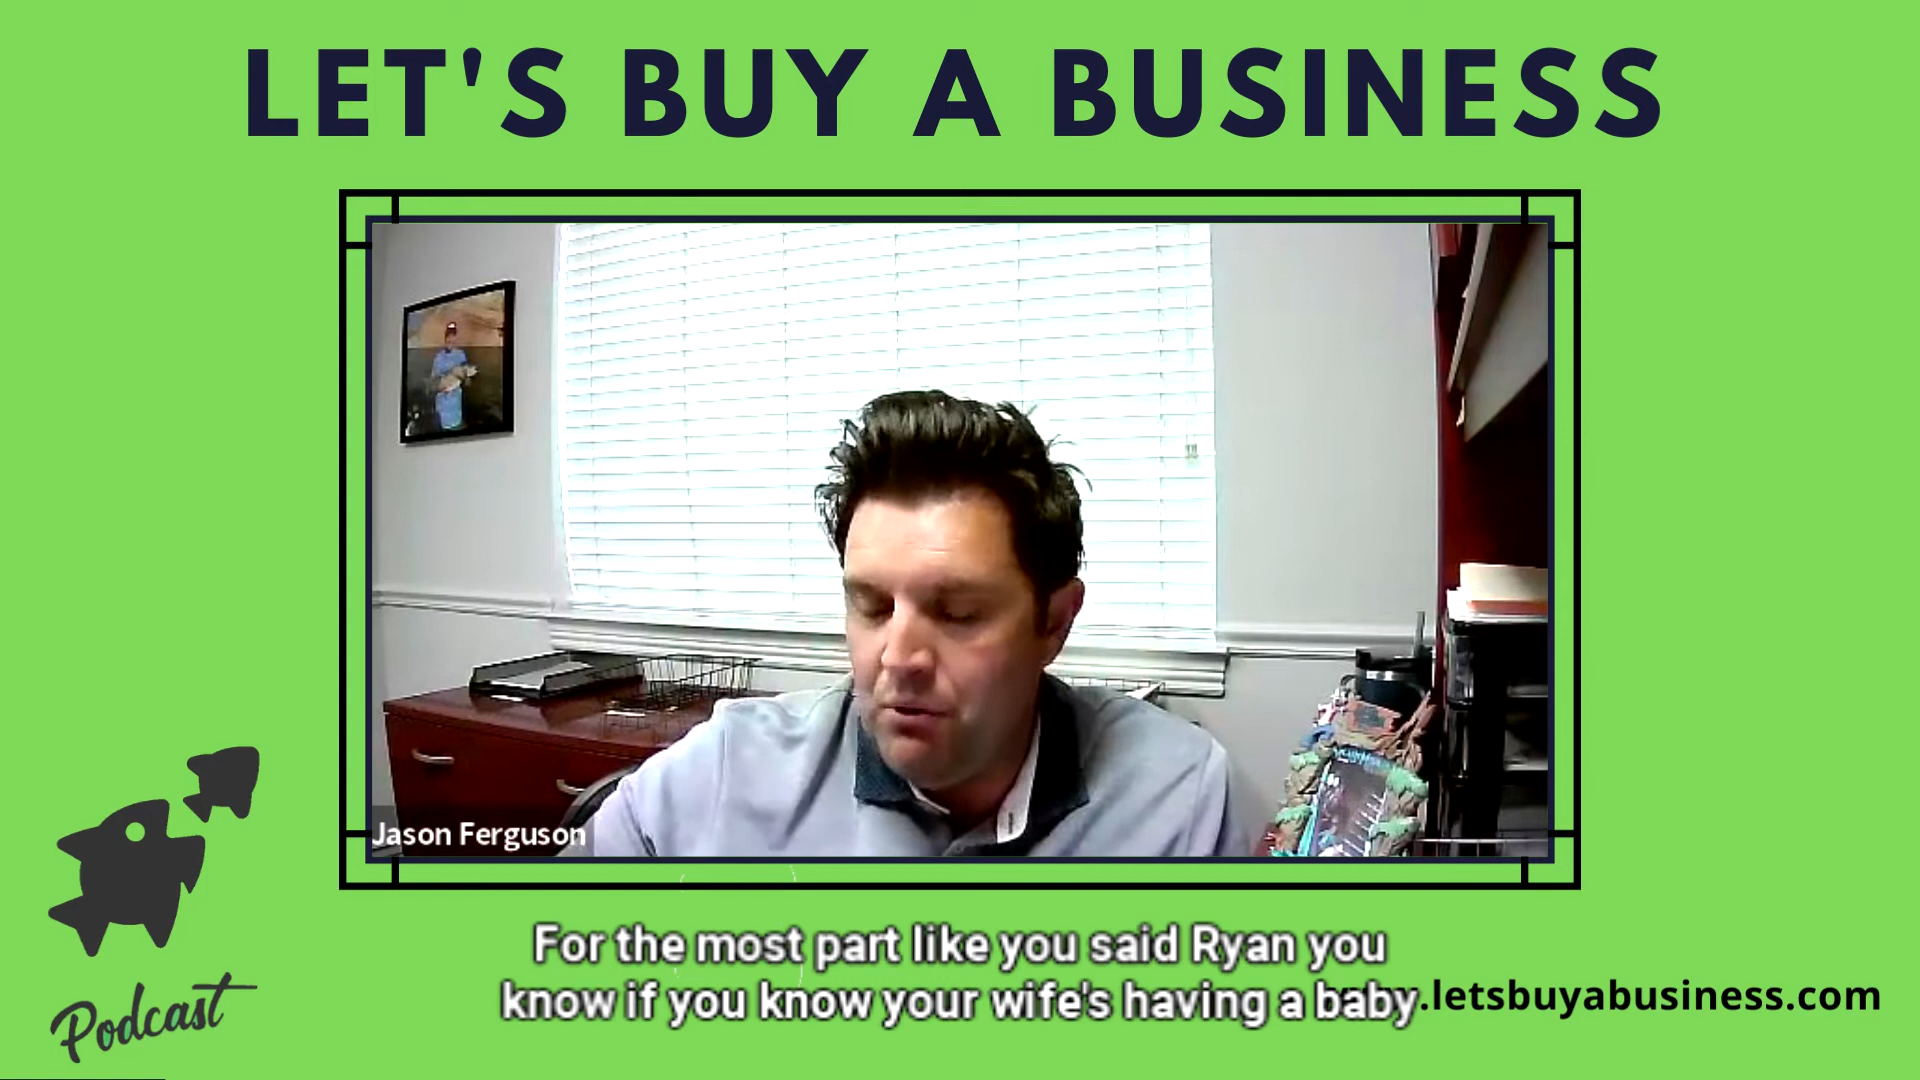 LET'S BUY A BUSINESS
Jason Ferguson
For the most part like you said Ryan you
know if you know your wife's having a baby
.letsbuyabusiness.com
Podcast